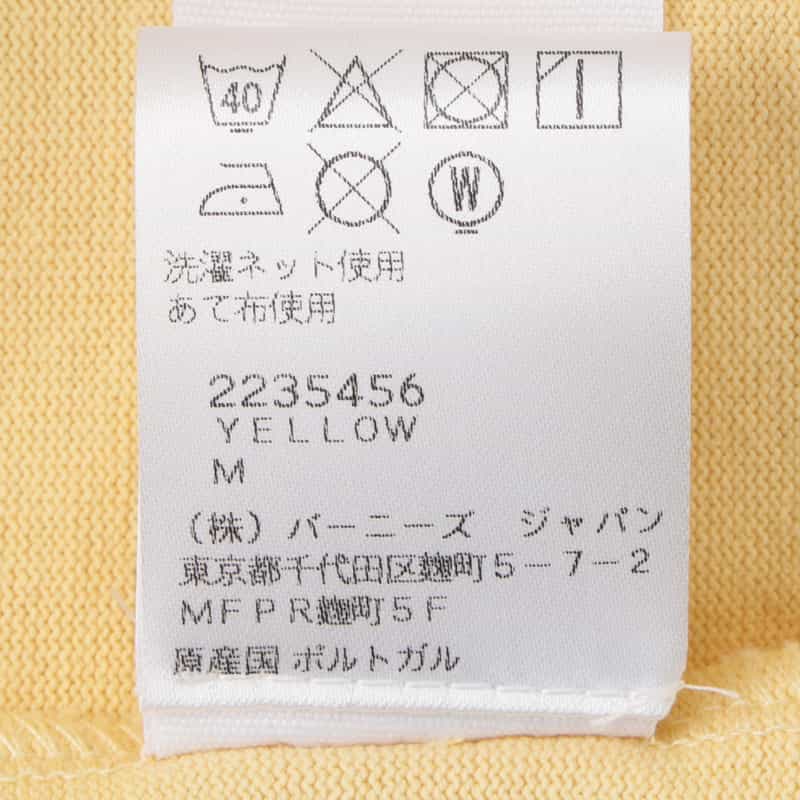 40
W
洗濯ネット使用
あて布使用
2235456
YELLOW
M
(株) バーニーズ ジャパン
東京都千代田区麹町5-7-2
MFPR麹町5F
原産国 ポルトガル